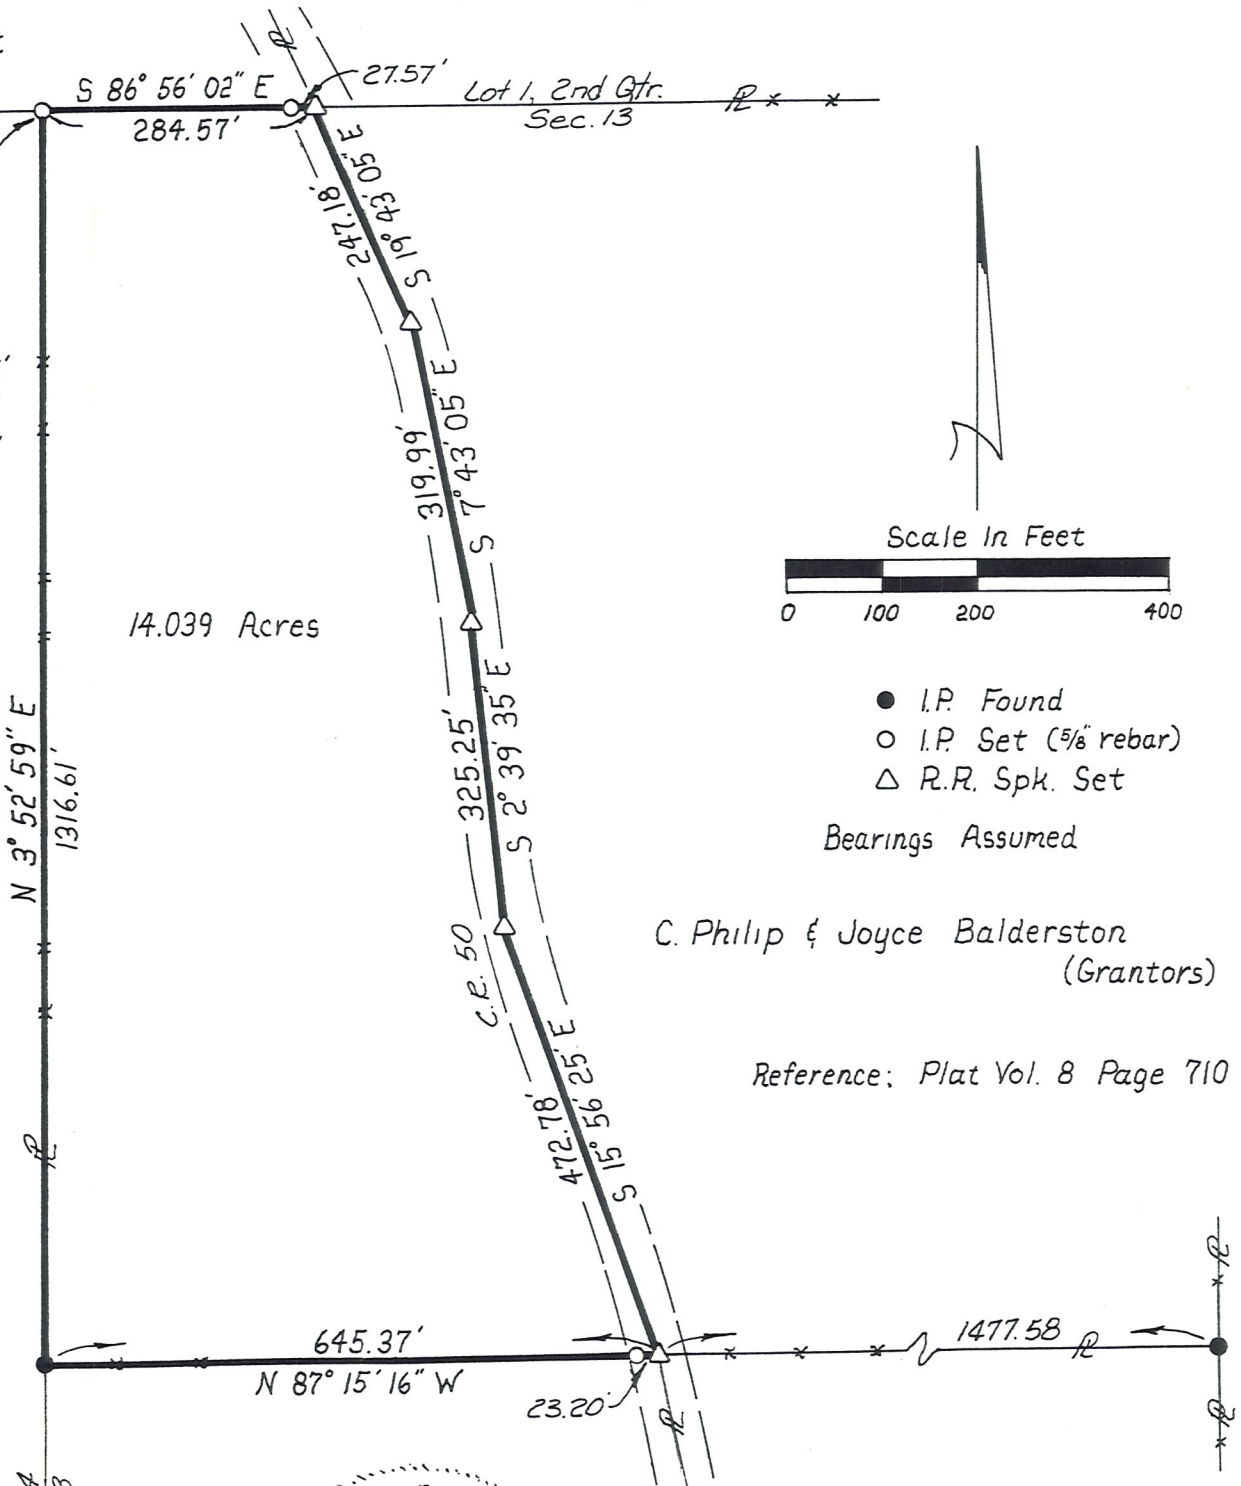 S 86° 56' 02" E
284.57'
27.57'
Lot 1, 2nd Qtr.
Sec. 13
S 19° 43' 05" E
247.18'
S 7° 43' 05" E
319.99'
Scale In Feet
0 100 200 400
14.039 Acres
N 3° 52' 59" E
1316.61'
S 2° 39' 35" E
325.25'
I.P. Found
I.P. Set (5/8" rebar)
R.R. Spk. Set
Bearings Assumed
C. Philip & Joyce Balderston
(Grantors)
C.R. 50
Reference: Plat Vol. 8 Page 710
S 15° 56' 25" E
472.78'
645.37'
N 87° 15' 16" W
23.20'
1477.58